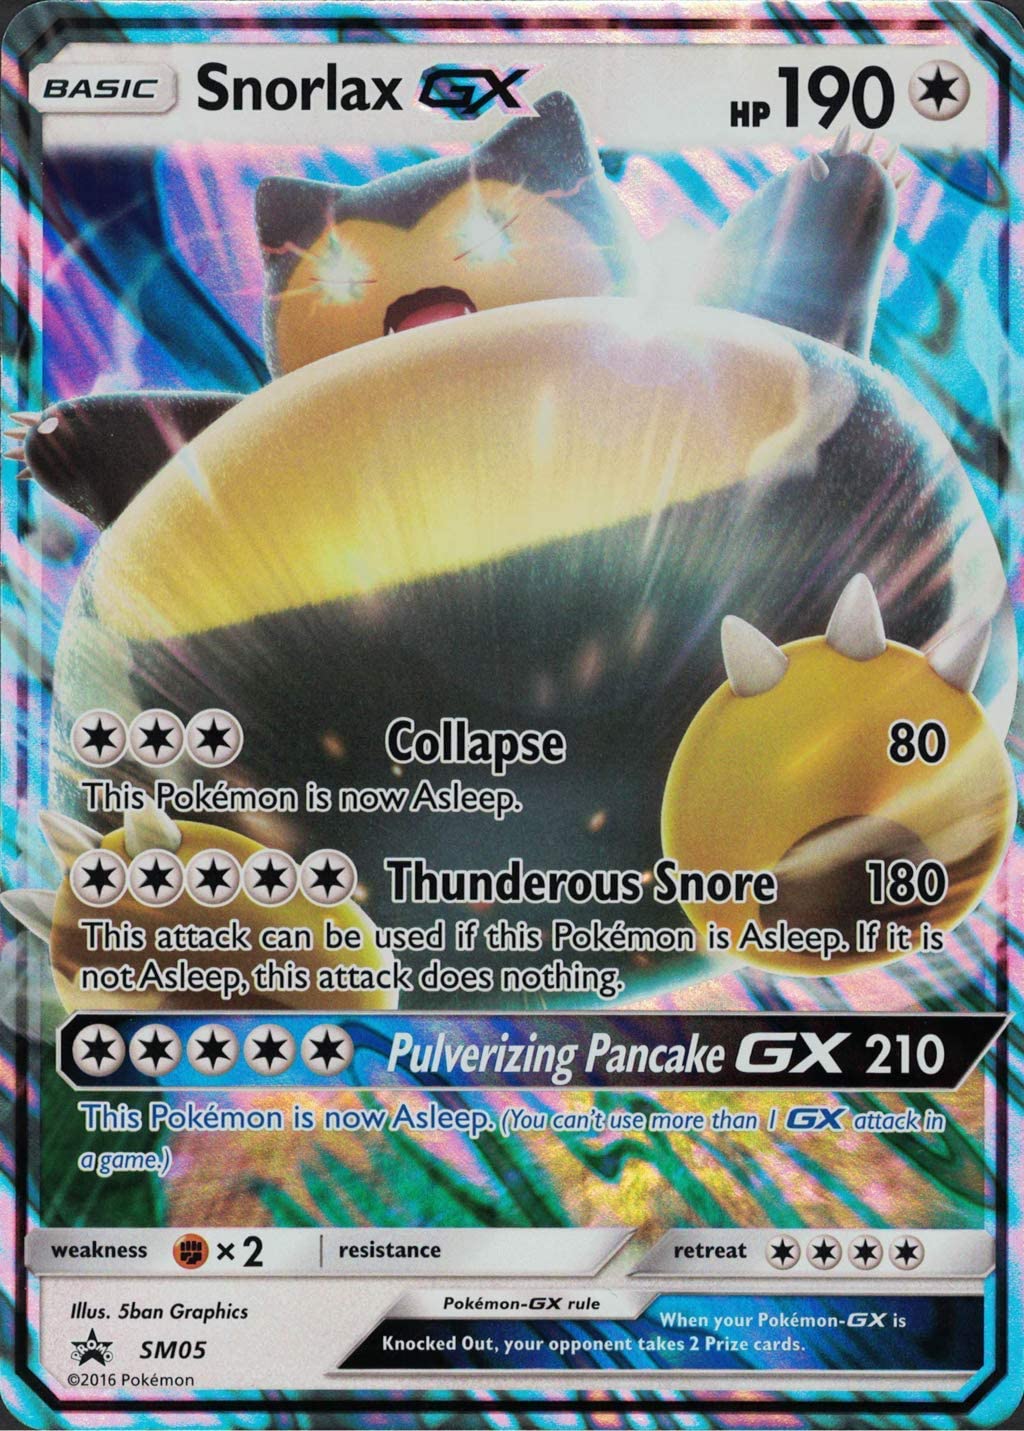 BASIC Snorlax GX HP 190
Collapse 80
This Pokémon is now Asleep.
Thunderous Snore 180
This attack can be used if this Pokémon is Asleep. If it is
not Asleep, this attack does nothing.
Pulverizing Pancake GX 210
This Pokémon is now Asleep. (You can't use more than 1 GX attack in
a game.)
weakness × 2 resistance retreat
Illus. 5ban Graphics
Pokémon-GX rule
When your Pokémon-GX is
Knocked Out, your opponent takes 2 Prize cards.
PROMO SM05
©2016 Pokémon